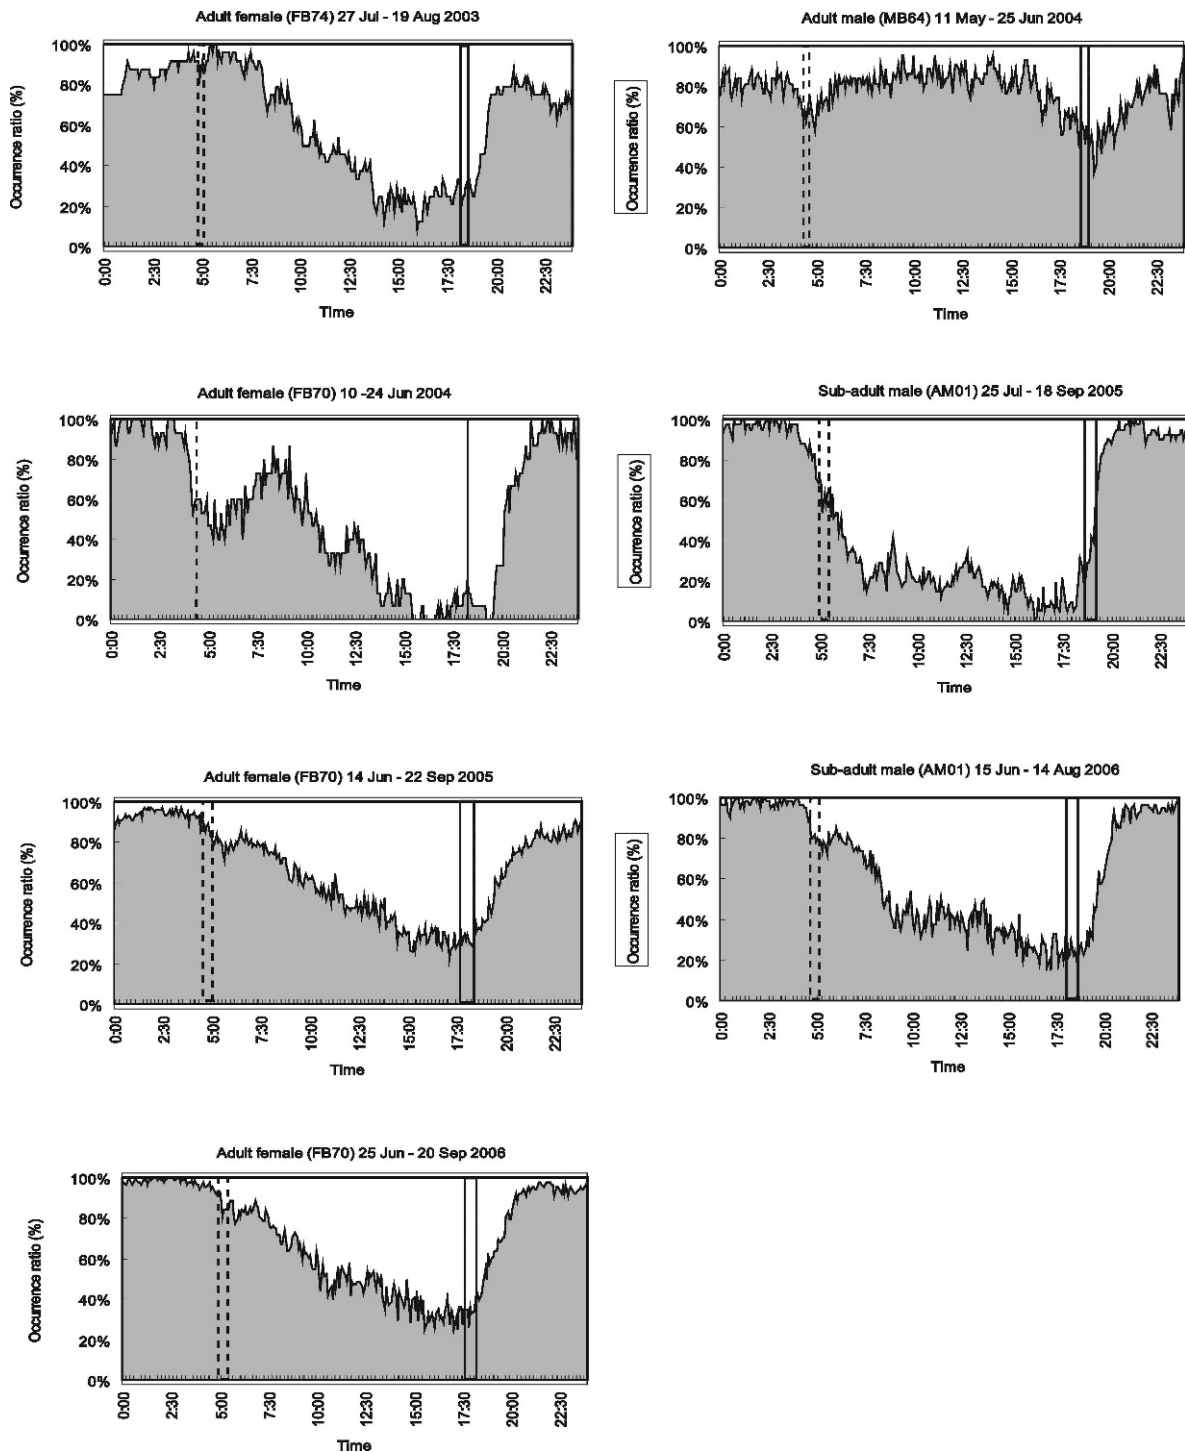 Adult female (FB74) 27 Jul - 19 Aug 2003
Occurrence ratio (%)
100%
80%
60%
40%
20%
0%
0:00 2:30 5:00 7:30 10:00 12:30 15:00 17:30 20:00 22:30
Time
Adult male (MB64) 11 May - 25 Jun 2004
Occurrence ratio (%)
100%
80%
60%
40%
20%
0%
0:00 2:30 5:00 7:30 10:00 12:30 15:00 17:30 20:00 22:30
Time
Adult female (FB70) 10 -24 Jun 2004
Occurrence ratio (%)
100%
80%
60%
40%
20%
0%
0:00 2:30 5:00 7:30 10:00 12:30 15:00 17:30 20:00 22:30
Time
Sub-adult male (AM01) 25 Jul - 18 Sep 2005
Occurrence ratio (%)
100%
80%
60%
40%
20%
0%
0:00 2:30 5:00 7:30 10:00 12:30 15:00 17:30 20:00 22:30
Time
Adult female (FB70) 14 Jun - 22 Sep 2005
Occurrence ratio (%)
100%
80%
60%
40%
20%
0%
0:00 2:30 5:00 7:30 10:00 12:30 15:00 17:30 20:00 22:30
Time
Sub-adult male (AM01) 15 Jun - 14 Aug 2006
Occurrence ratio (%)
100%
80%
60%
40%
20%
0%
0:00 2:30 5:00 7:30 10:00 12:30 15:00 17:30 20:00 22:30
Time
Adult female (FB70) 25 Jun - 20 Sep 2006
Occurrence ratio (%)
100%
80%
60%
40%
20%
0%
0:00 2:30 5:00 7:30 10:00 12:30 15:00 17:30 20:00 22:30
Time